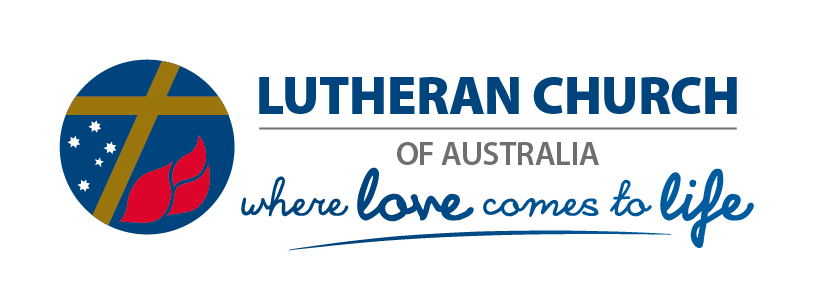 LUTHERAN CHURCH
OF AUSTRALIA
where love comes to life